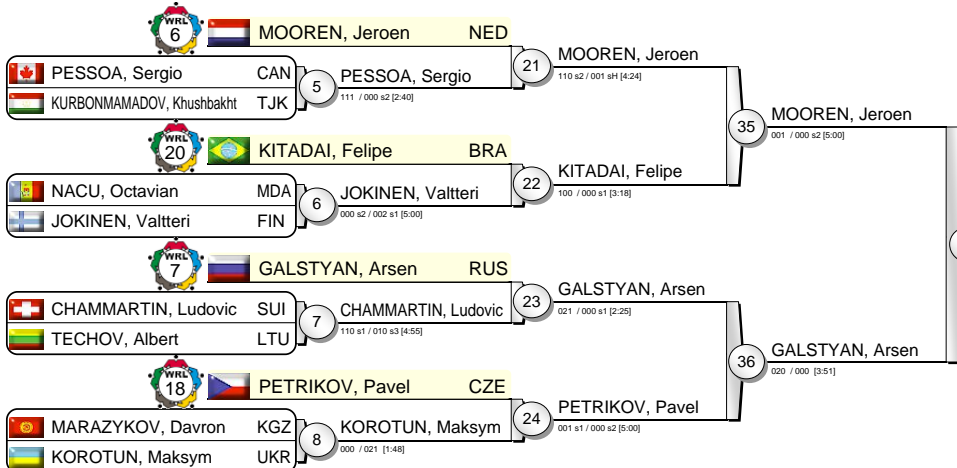 WRL
6
MOOREN, Jeroen NED
PESSOA, Sergio CAN
KURBONMAMADOV, Khushbakht TJK
5
PESSOA, Sergio
111 / 000 s2 [2:40]
21
MOOREN, Jeroen
110 s2 / 001 sH [4:24]
WRL
20
KITADAI, Felipe BRA
NACU, Octavian MDA
JOKINEN, Valtteri FIN
6
JOKINEN, Valtteri
000 s2 / 002 s1 [5:00]
22
KITADAI, Felipe
100 / 000 s1 [3:18]
35
MOOREN, Jeroen
001 / 000 s2 [5:00]
WRL
7
GALSTYAN, Arsen RUS
CHAMMARTIN, Ludovic SUI
TECHOV, Albert LTU
7
CHAMMARTIN, Ludovic
110 s1 / 010 s3 [4:55]
23
GALSTYAN, Arsen
021 / 000 s1 [2:25]
WRL
18
PETRIKOV, Pavel CZE
MARAZYKOV, Davron KGZ
KOROTUN, Maksym UKR
8
KOROTUN, Maksym
000 / 021 [1:48]
24
PETRIKOV, Pavel
001 s1 / 000 s2 [5:00]
36
GALSTYAN, Arsen
020 / 000 [3:51]